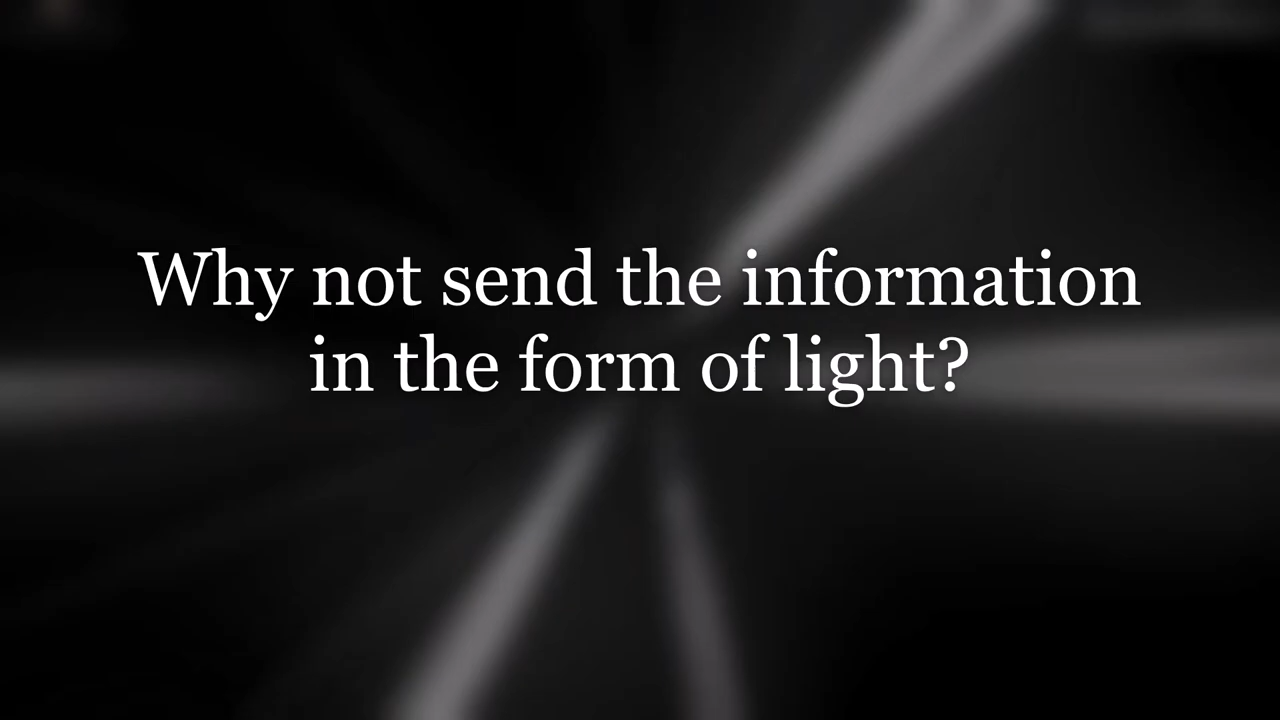 Why not send the information
in the form of light?